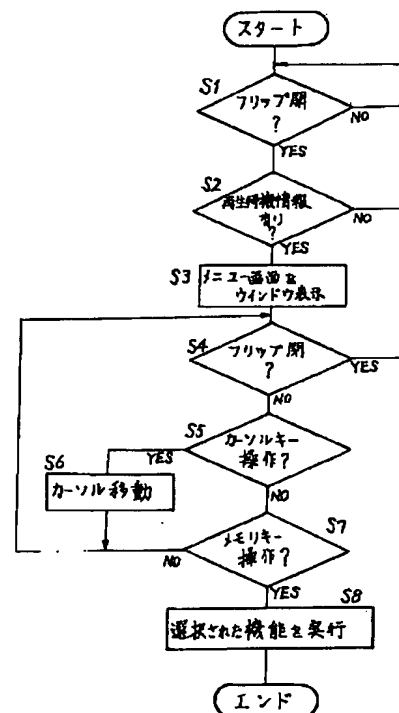 スタート
S1
フリップ開
?
NO
YES
S2
再生待機情報
有り
?
NO
YES
S3
メニュー画面を
ウインドウ表示
S4
フリップ閉
?
YES
NO
S5
カーソルキー
操作?
YES
NO
S6
カーソル移動
S7
メモリキー
操作?
NO
YES
S8
選択された機能を実行
エンド